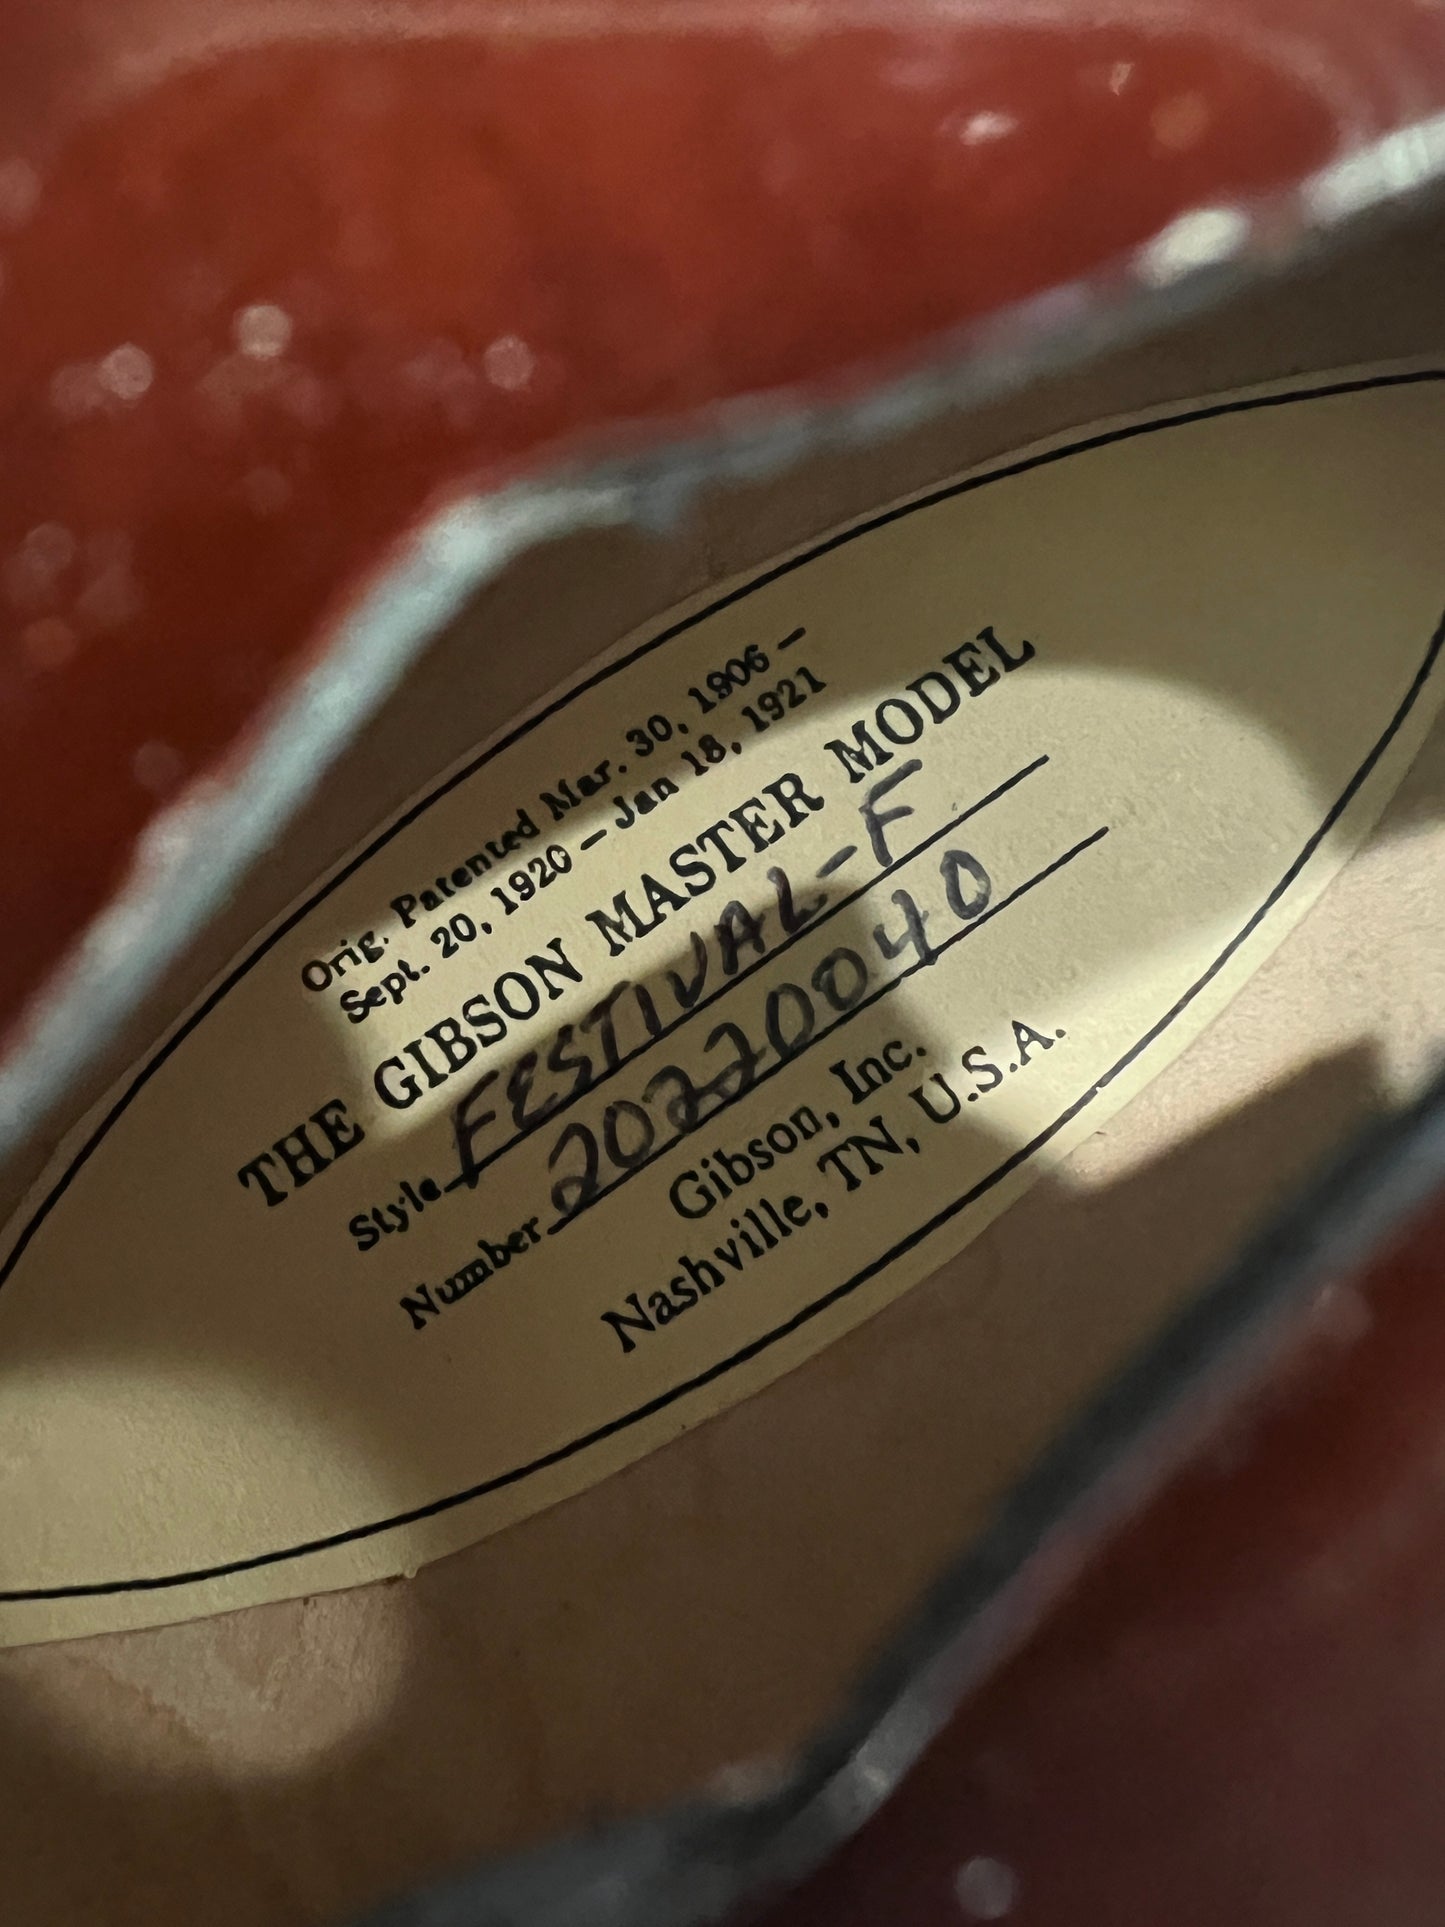 Orig. Patented Mar. 30, 1906 –
Sept. 20, 1920 – Jan 18, 1921
THE GIBSON MASTER MODEL
Style FESTIVAL-F
Number 20220040
Gibson, Inc.
Nashville, TN, U.S.A.